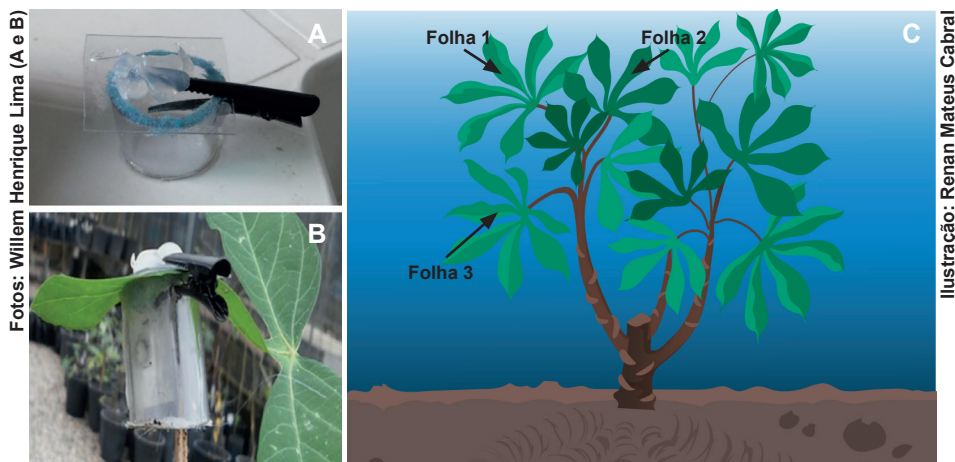 Fotos: Willem Henrique Lima (A e B)
A
B
C
Folha 1
Folha 2
Folha 3
Ilustração: Renan Mateus Cabral